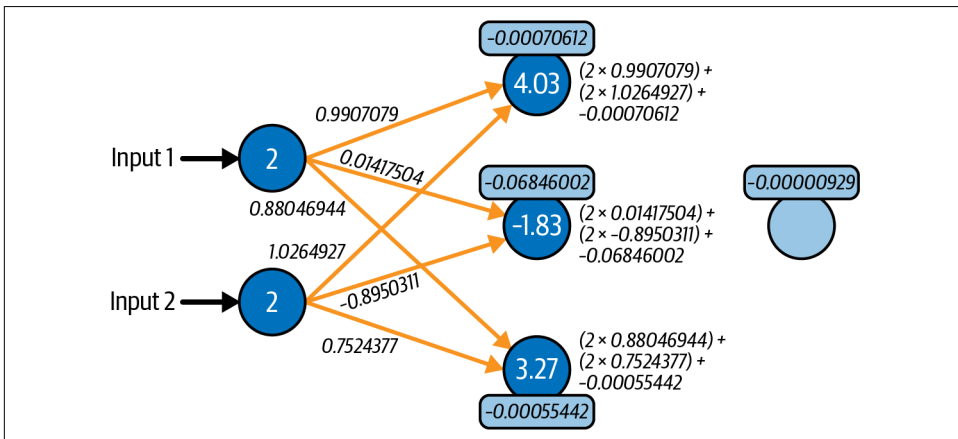 -0.00070612
4.03
(2 × 0.9907079) +
(2 × 1.0264927) +
-0.00070612
0.9907079
Input 1
2
0.01417504
0.88046944
-0.06846002
-1.83
(2 × 0.01417504) +
(2 × -0.8950311) +
-0.06846002
-0.00000929
1.0264927
Input 2
2
-0.8950311
0.7524377
3.27
(2 × 0.88046944) +
(2 × 0.7524377) +
-0.00055442
-0.00055442